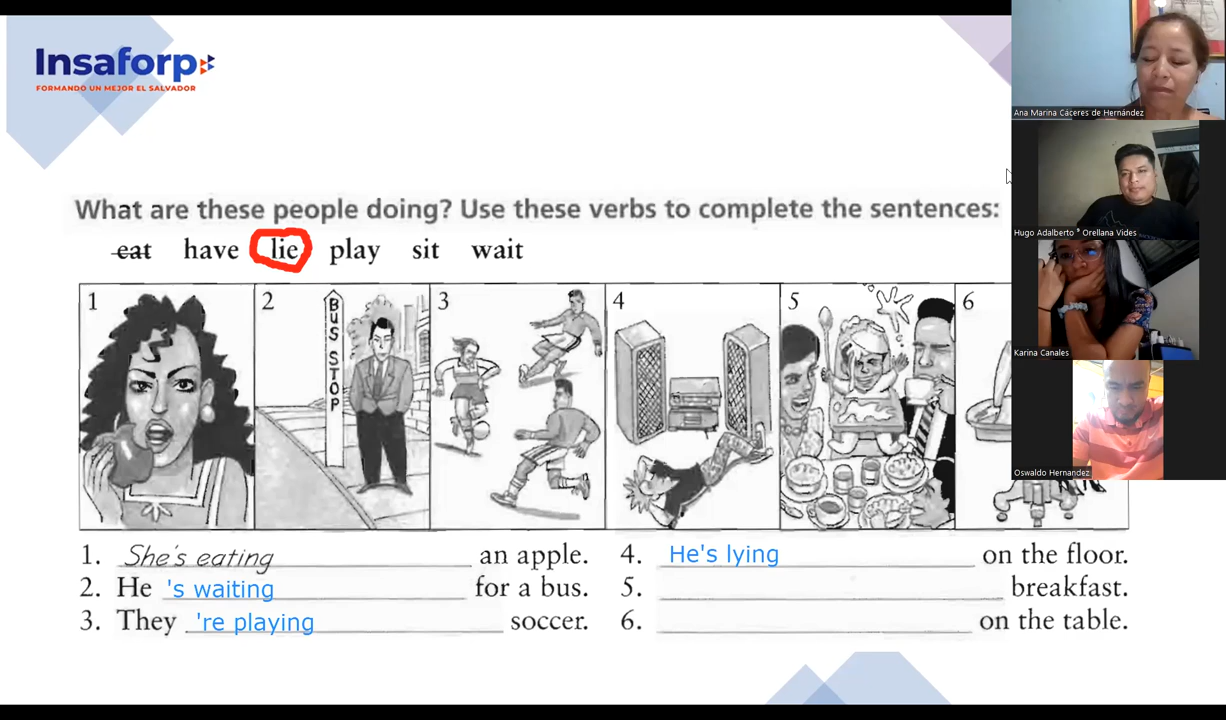 Insaforp
FORMANDO UN MEJOR EL SALVADOR
Ana Marina Cáceres de Hernández
Hugo Adalberto ° Orellana Vides
Karina Canales
Oswaldo Hernandez
What are these people doing? Use these verbs to complete the sentences:
eat have lie play sit wait
1 2 3 4 5 6
BUS STOP
1. She's eating an apple.
2. He 's waiting for a bus.
3. They 're playing soccer.
4. He's lying on the floor.
5. breakfast.
6. on the table.